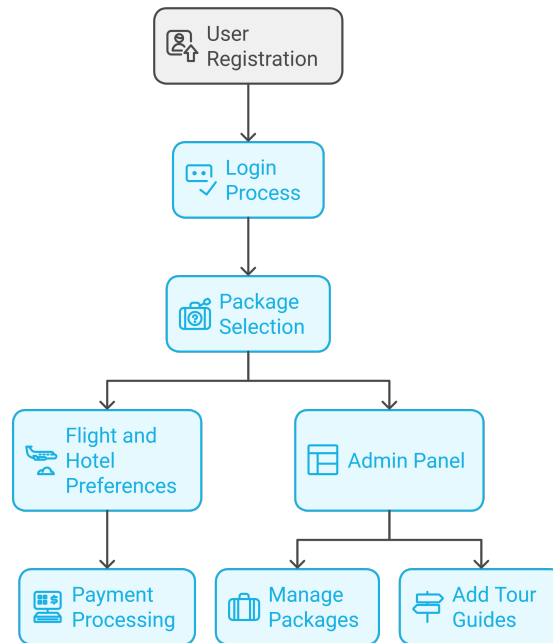 User
Registration
Login
Process
Package
Selection
Flight and
Hotel
Preferences
Admin Panel
Payment
Processing
Manage
Packages
Add Tour
Guides